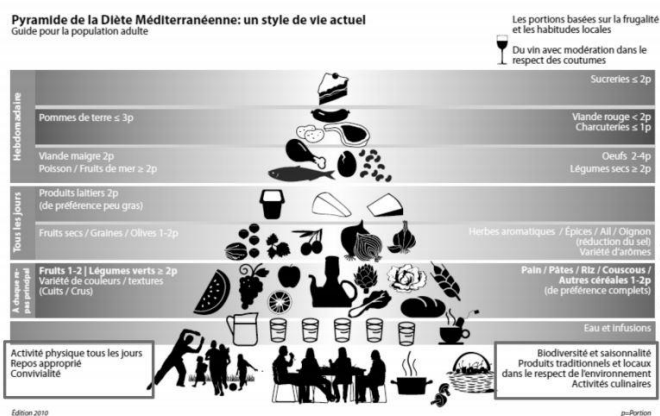 Pyramide de la Diète Méditerranéenne: un style de vie actuel
Guide pour la population adulte
Les portions basées sur la frugalité
et les habitudes locales
Du vin avec modération dans le
respect des coutumes
Hebdomadaire
Sucreries ≤ 2p
Pommes de terre ≤ 3p
Viande rouge < 2p
Charcuteries ≤ 1p
Viande maigre 2p
Poisson / Fruits de mer ≥ 2p
Oeufs 2-4p
Légumes secs ≥ 2p
Tous les jours
Produits laitiers 2p
(de préférence peu gras)
Fruits secs / Graines / Olives 1-2p
Herbes aromatiques / Épices / Ail / Oignon
(réduction du sel)
Variété d'arômes
A chaque re-
pas principal
Fruits 1-2 | Légumes verts ≥ 2p
Variété de couleurs / textures
(Cuits / Crus)
Pain / Pâtes / Riz / Couscous /
Autres céréales 1-2p
(de préférence complets)
Eau et infusions
Activité physique tous les jours
Repos approprié
Convivialité
Biodiversité et saisonnalité
Produits traditionnels et locaux
dans le respect de l'environnement
Activités culinaires
Édition 2010
p=Portion